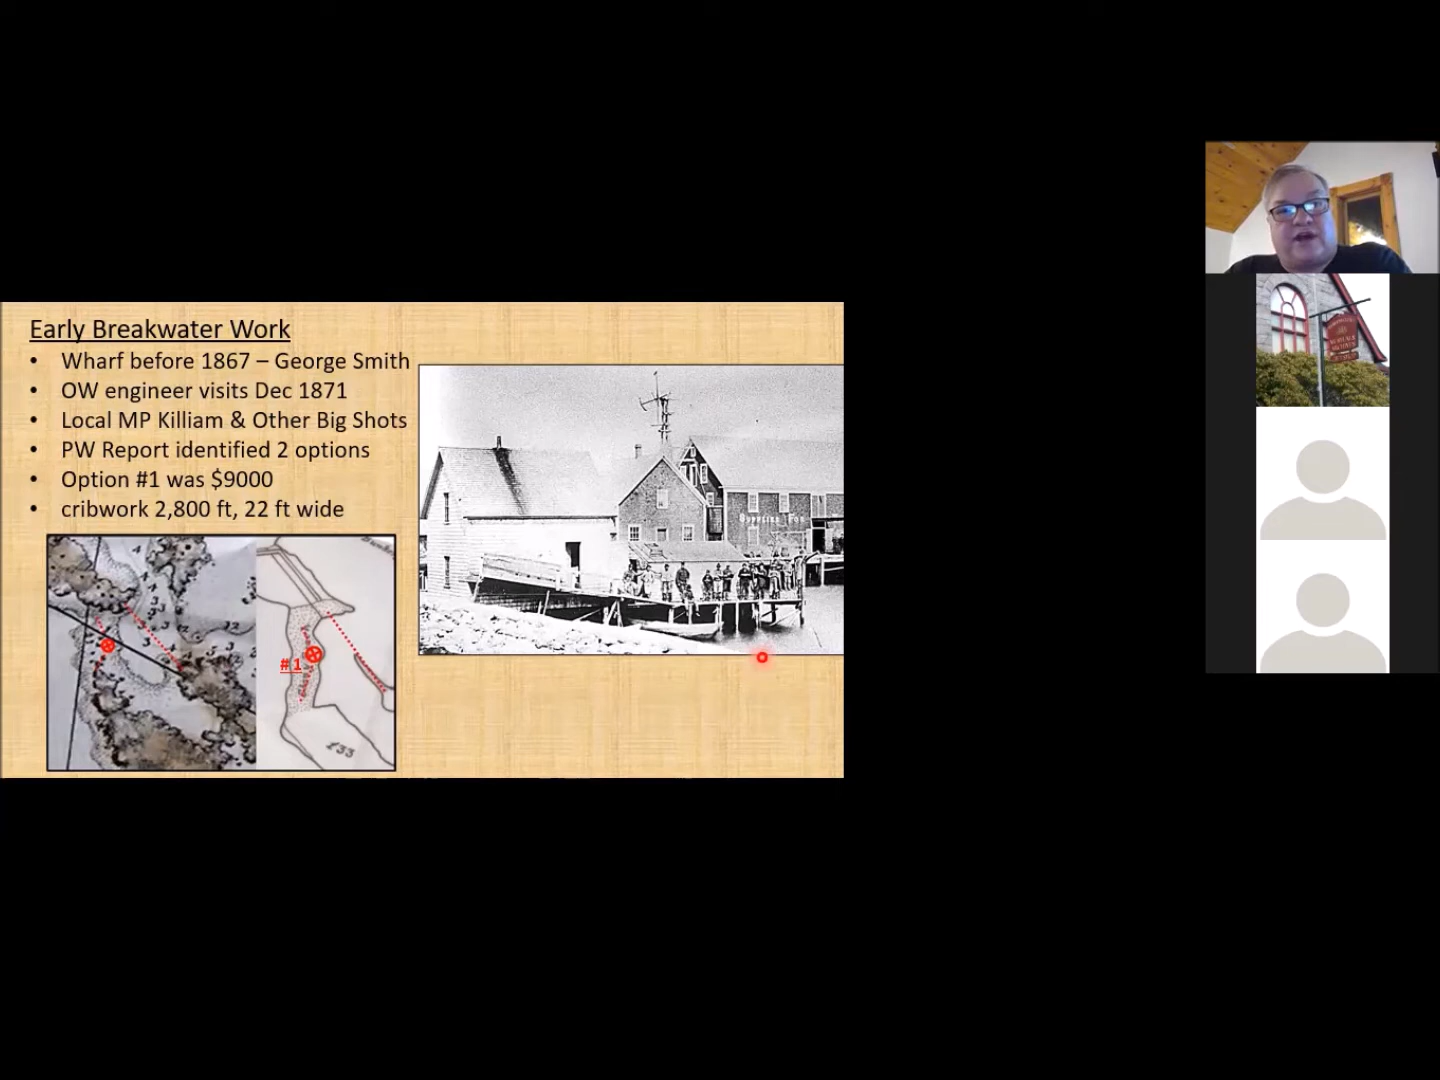 Early Breakwater Work
• Wharf before 1867 – George Smith
• OW engineer visits Dec 1871
• Local MP Killiam & Other Big Shots
• PW Report identified 2 options
• Option #1 was $9000
• cribwork 2,800 ft, 22 ft wide
#1
133